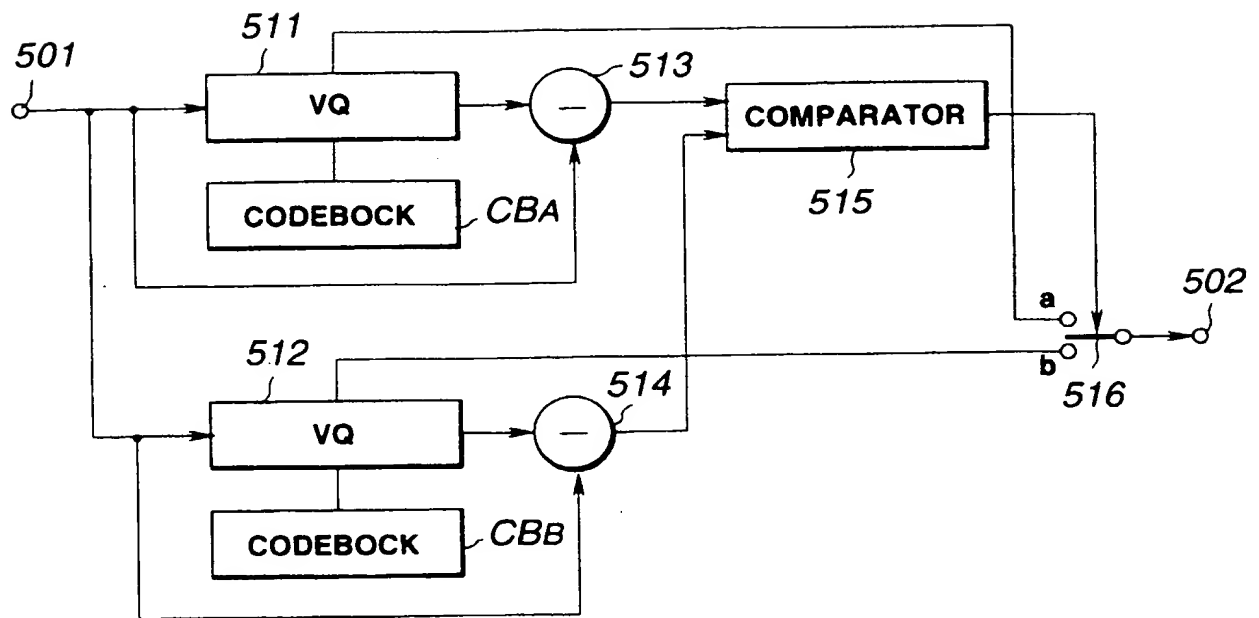 511
501
513
VQ
COMPARATOR
CODEBOCK
CBA
515
a
502
512
b
514
516
VQ
CODEBOCK
CBB